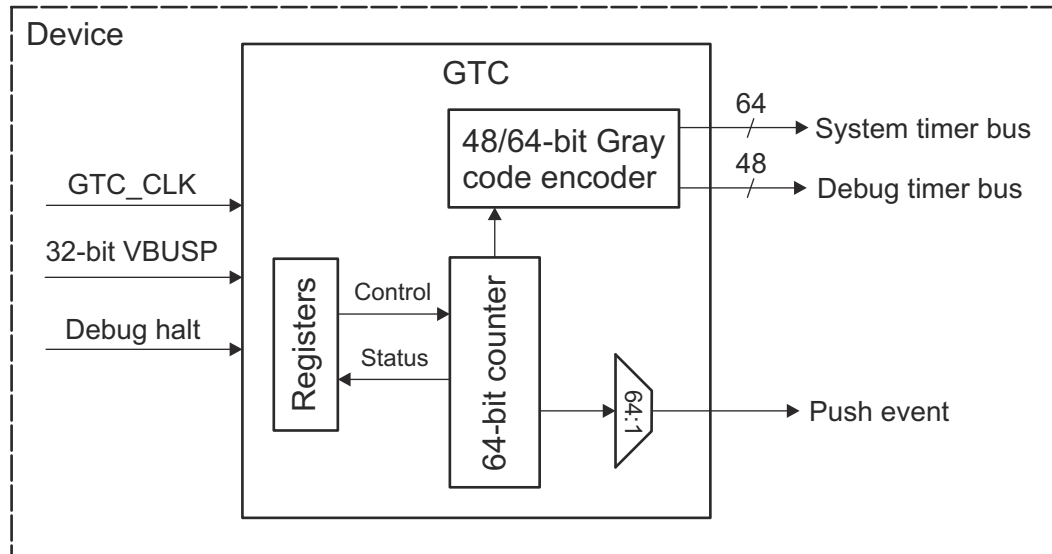 Device
GTC
48/64-bit Gray
code encoder
64
System timer bus
48
Debug timer bus
GTC_CLK
32-bit VBUSP
Debug halt
Registers
Control
Status
64-bit counter
64:1
Push event